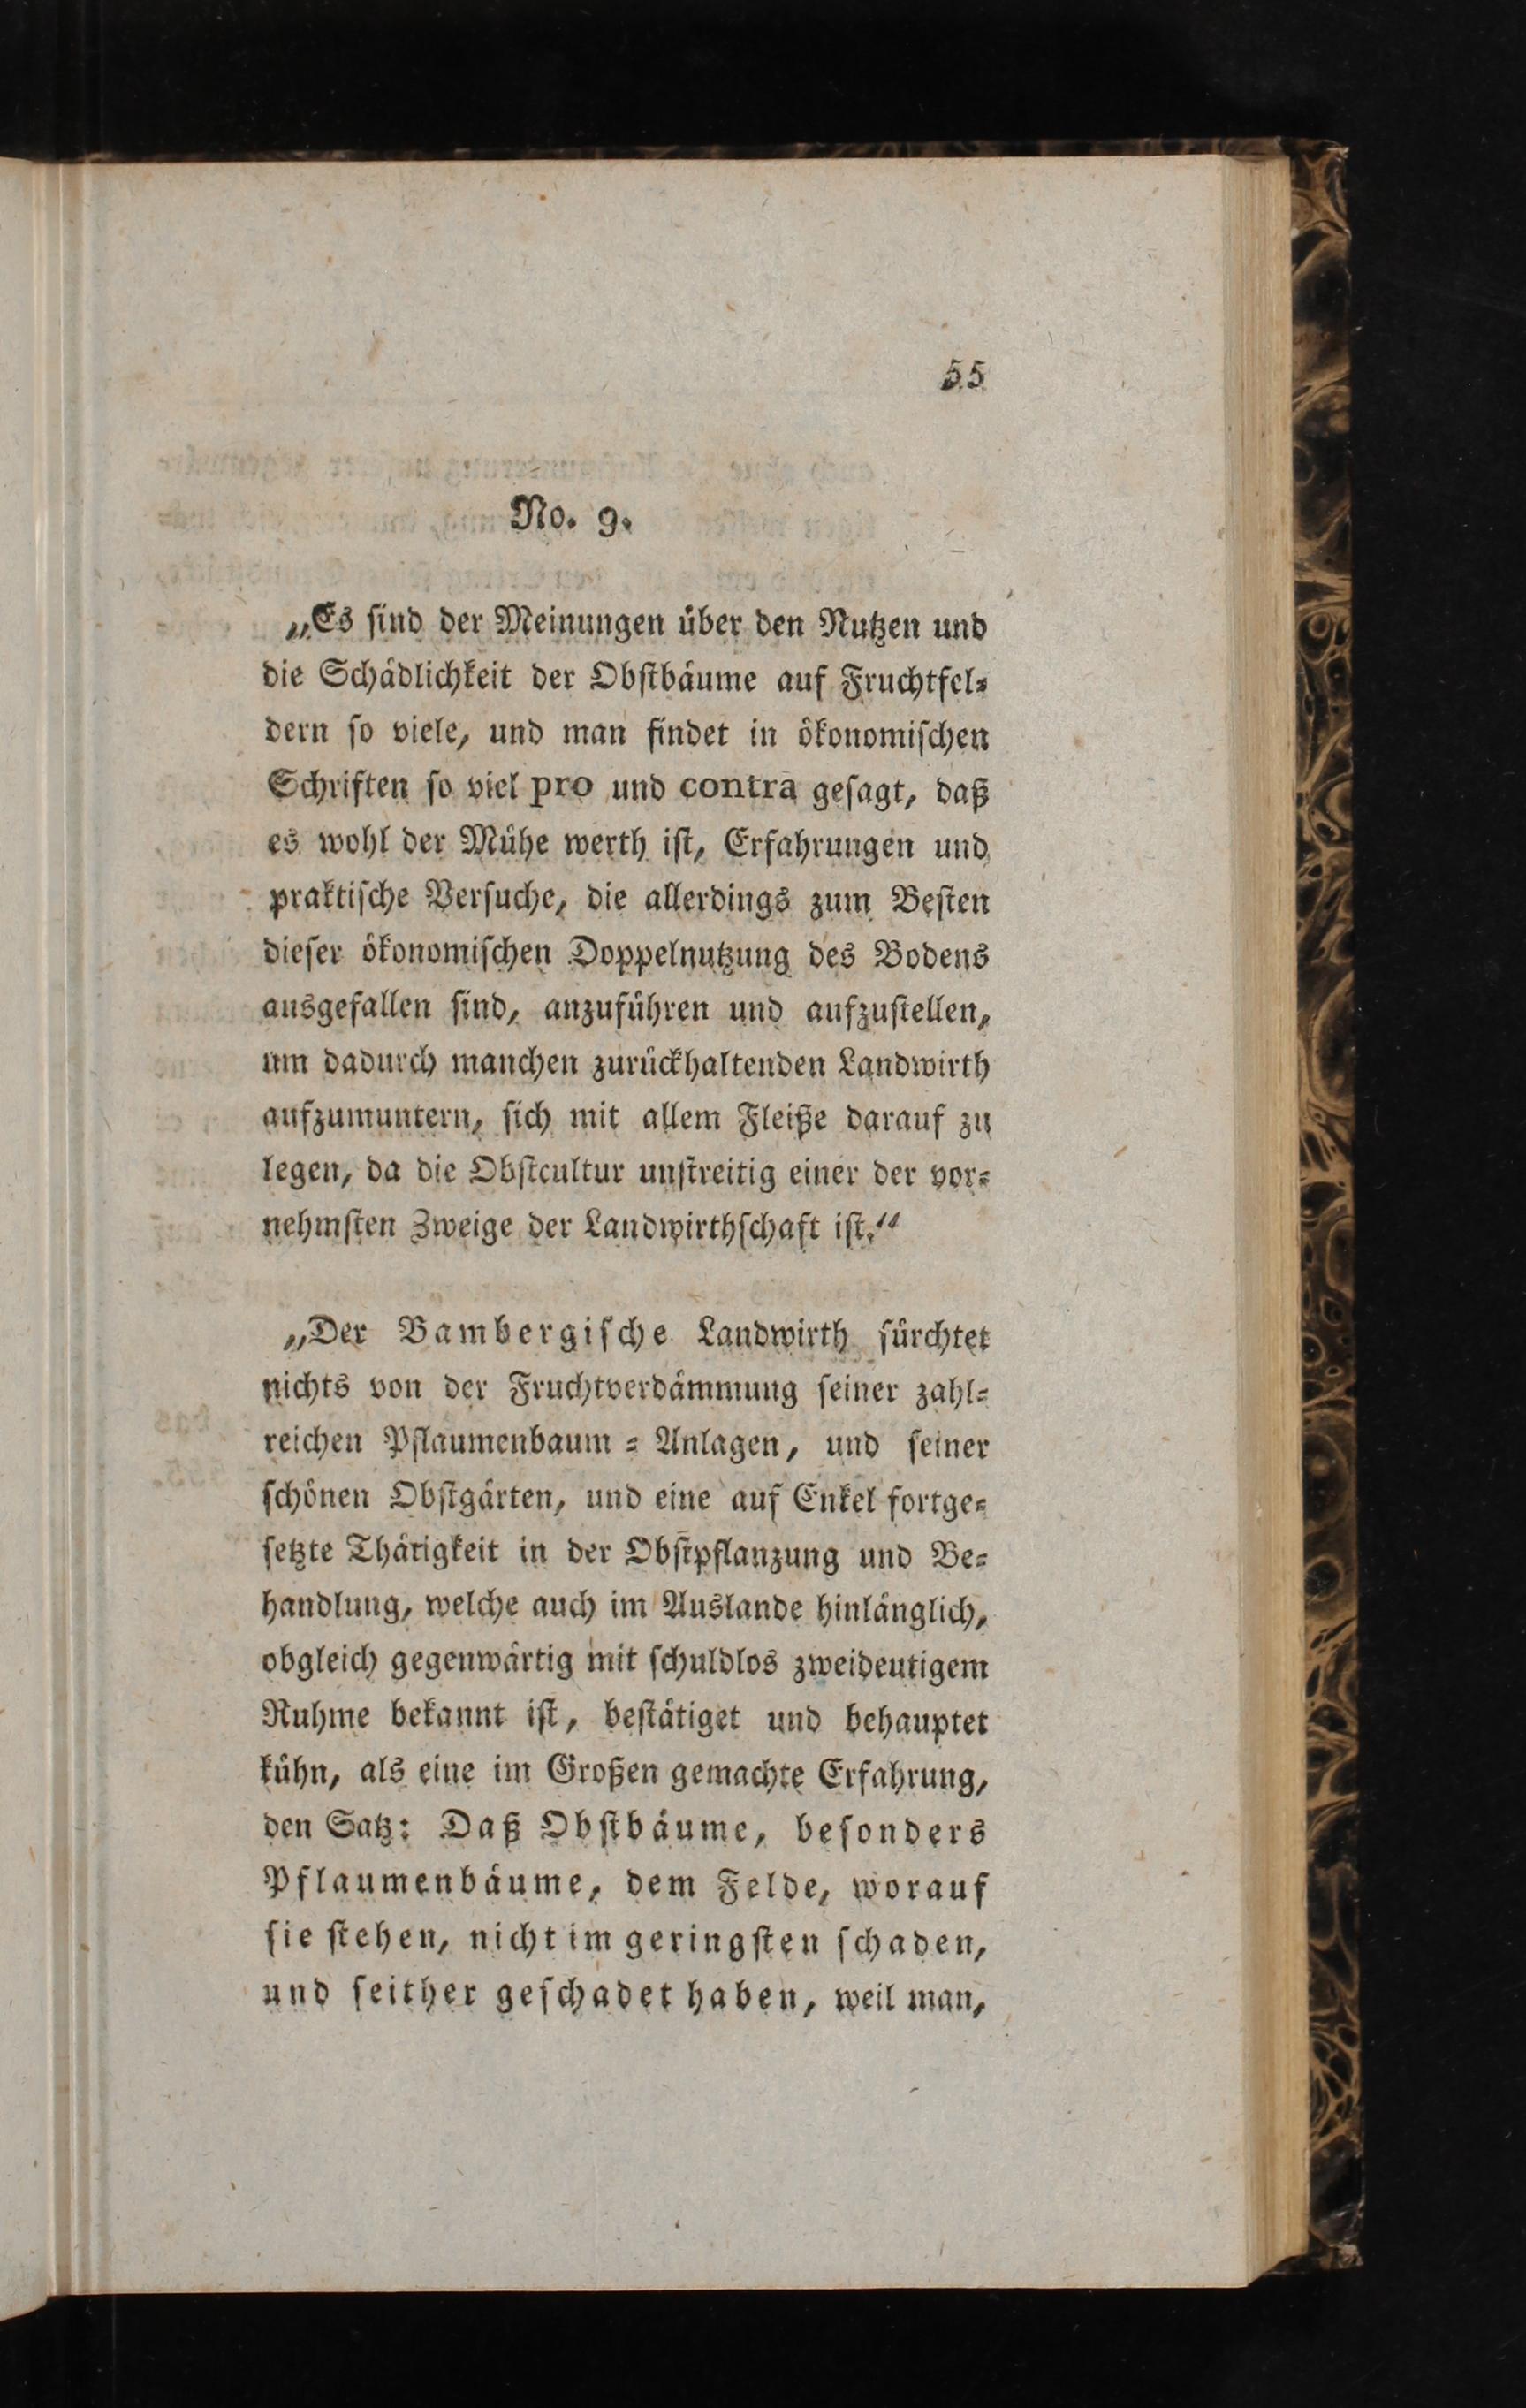 55
No. 9.
„Es sind der Meinungen über den Nutzen und
die Schädlichkeit der Obstbäume auf Fruchtfel-
dern so viele, und man findet in ökonomischen
Schriften so viel pro und contra gesagt, daß
es wohl der Mühe werth ist, Erfahrungen und
praktische Versuche, die allerdings zum Besten
dieser ökonomischen Doppelnutzung des Bodens
ausgefallen sind, anzuführen und aufzustellen,
um dadurch manchen zurückhaltenden Landwirth
aufzumuntern, sich mit allem Fleiße darauf zu
legen, da die Obstcultur unstreitig einer der vor-
nehmsten Zweige der Landwirthschaft ist.“
„Der Bambergische Landwirth fürchtet
nichts von der Fruchtverdämmung seiner zahl-
reichen Pflaumenbaum-Anlagen, und seiner
schönen Obstgärten, und eine auf Enkel fortge-
setzte Thätigkeit in der Obstpflanzung und Be-
handlung, welche auch im Auslande hinlänglich,
obgleich gegenwärtig mit schuldlos zweideutigem
Ruhme bekannt ist, bestätiget und behauptet
kühn, als eine im Großen gemachte Erfahrung,
den Satz: Daß Obstbäume, besonders
Pflaumenbäume, dem Felde, worauf
sie stehen, nicht im geringsten schaden,
und seither geschadet haben, weil man,